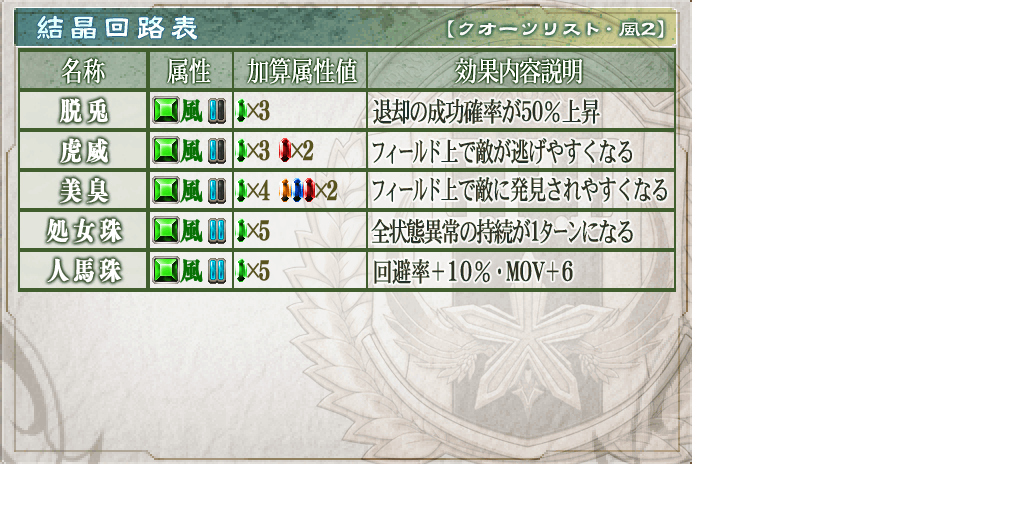 結晶回路表 【クオーツリスト・風2】
名称 属性 加算属性値 効果内容説明
脱兎 風 ×3 退却の成功確率が50％上昇
虎威 風 ×3 ×2 フィールド上で敵が逃げやすくなる
美臭 風 ×4 ×2 フィールド上で敵に発見されやすくなる
処女珠 風 ×5 全状態異常の持続が1ターンになる
人馬珠 風 ×5 回避率＋10％・MOV＋6